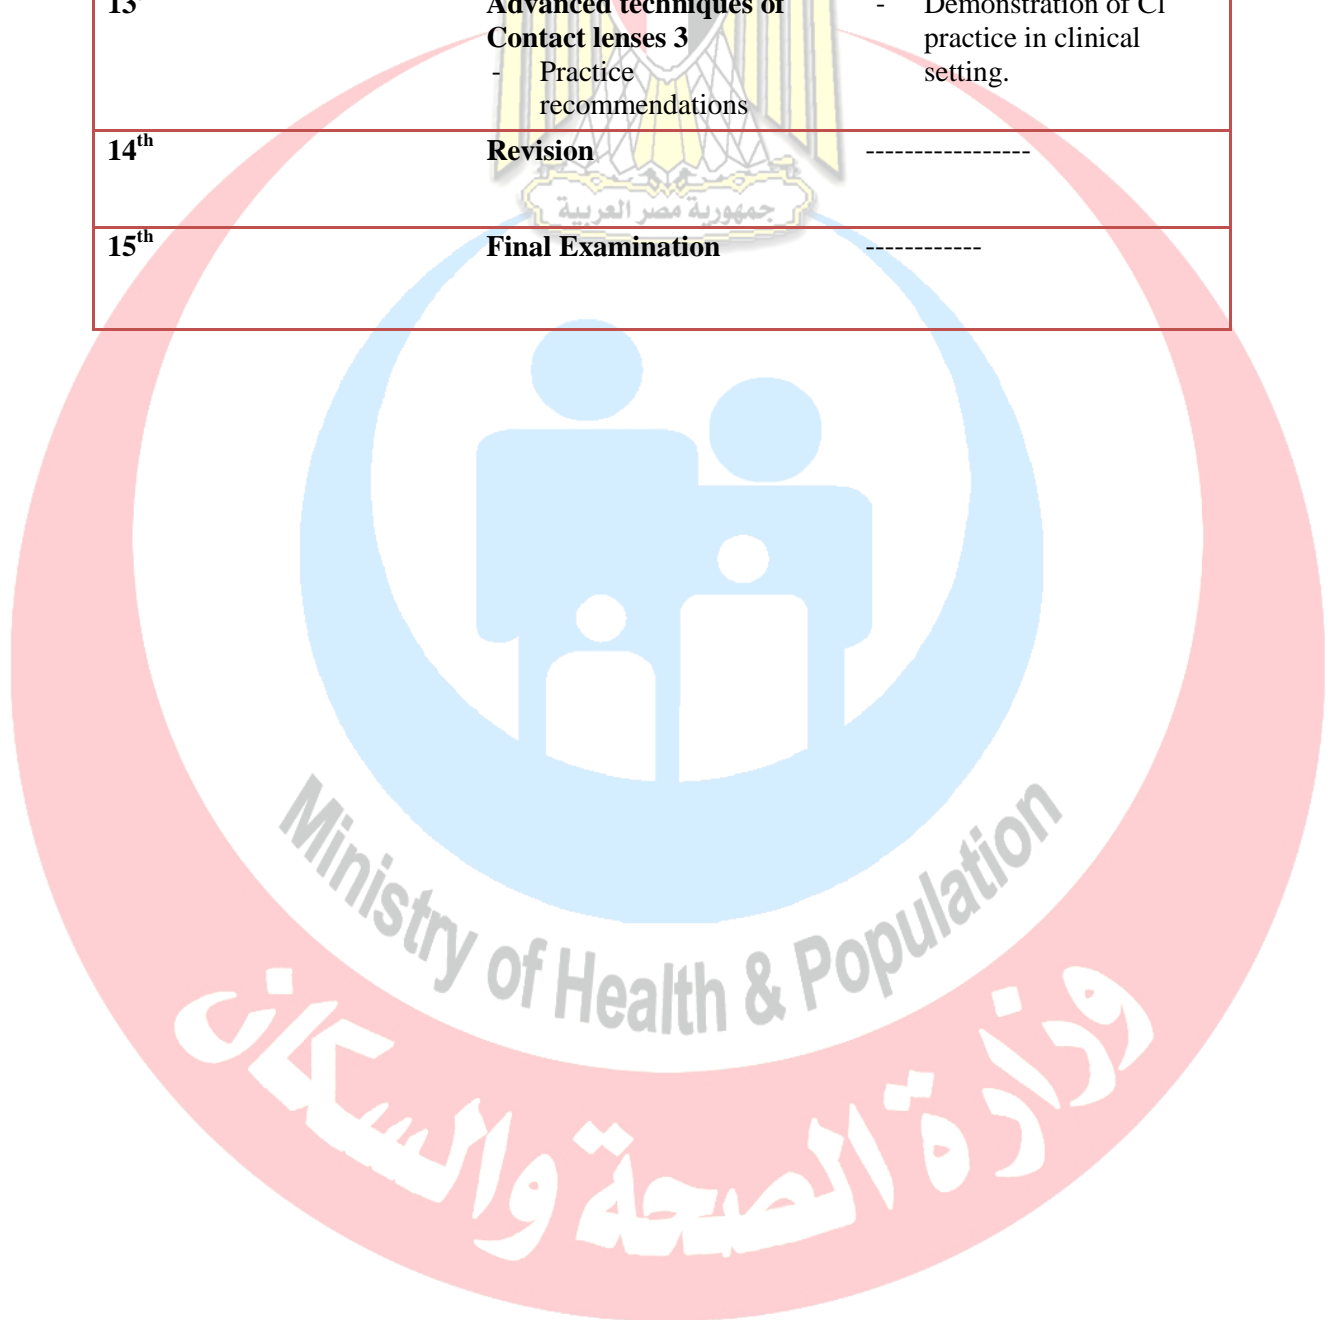 13
Advanced techniques of
Contact lenses 3
- Practice
recommendations
- Demonstration of Cl
practice in clinical
setting.
14th Revision -----------------
جمهورية مصر العربية
15th Final Examination ------------
Ministry of Health & Population
وزارة الصحة والسكان